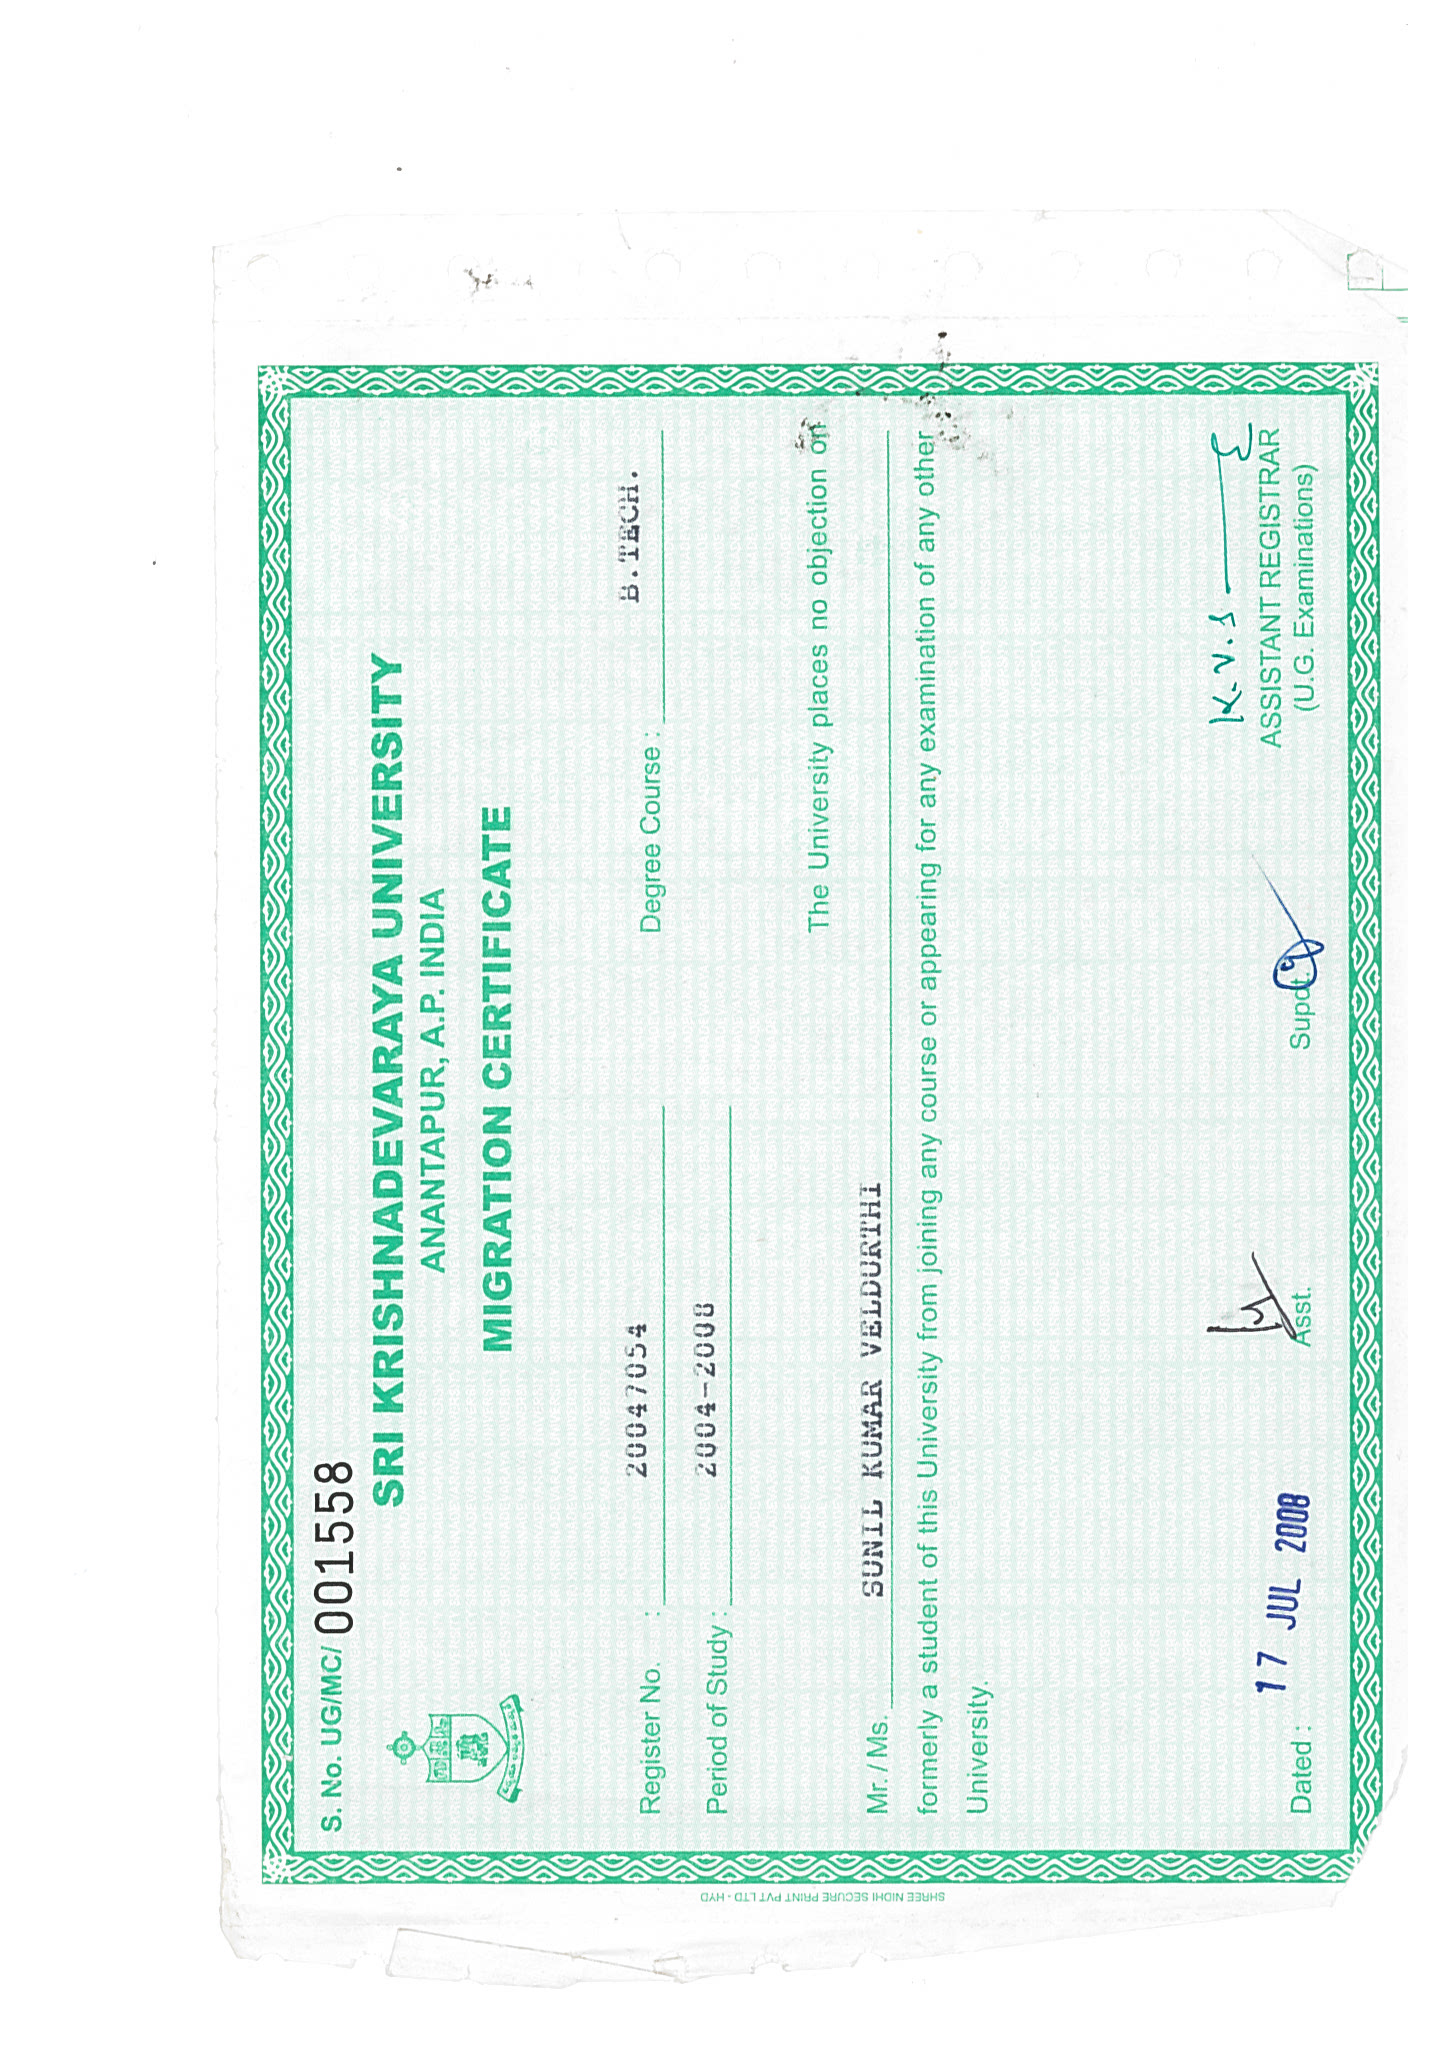 S. No. UG/MC/ 001558
SRI KRISHNADEVARAYA UNIVERSITY
ANANTAPUR, A.P. INDIA
MIGRATION CERTIFICATE
Register No. : 20047054 Degree Course : B.TECH.
Period of Study : 2004-2008
The University places no objection on
Mr. / Ms. SUNIL KUMAR VELDURTHI
formerly a student of this University from joining any course or appearing for any examination of any other
University.
K.V.S
Dated : 17 JUL 2008 Asst. Supdt. ASSISTANT REGISTRAR
(U.G. Examinations)
SHREE NIDHI SECURE PRINT PVT LTD - HYD